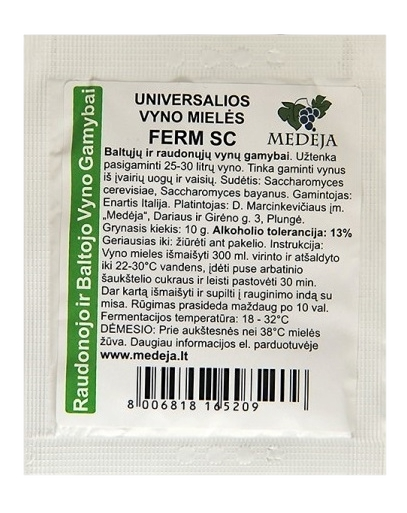 Raudonojo ir Baltojo Vyno Gamybai
UNIVERSALIOS
VYNO MIELĖS
FERM SC
MEDEJA
Baltųjų ir raudonųjų vynų gamybai. Užtenka
pasigaminti 25-30 litrų vyno. Tinka gaminti vynus
iš įvairių uogų ir vaisių. Sudėtis: Saccharomyces
cerevisiae, Saccharomyces bayanus. Gamintojas:
Enartis Italija. Platintojas: D. Marcinkevičiaus įm.
„Medėja“, Dariaus ir Girėno g. 3, Plungė.
Grynasis kiekis: 10 g. Alkoholio tolerancija: 13%
Geriausias iki: žiūrėti ant pakelio. Instrukcija:
Vyno mieles išmaišyti 300 ml. virinto ir atšaldyto
iki 22-30°C vandens, įdėti puse arbatinio
šaukštelio cukraus ir leisti pastovėti 30 min.
Dar kartą išmaišyti ir supilti į rauginimo indą su
misa. Rūgimas prasideda maždaug po 10 val.
Fermentacijos temperatūra: 18 - 32°C
DĖMESIO: Prie aukštesnės nei 38°C mielės
žūva. Daugiau informacijos el. parduotuvėje
www.medeja.lt
8 006818 165209